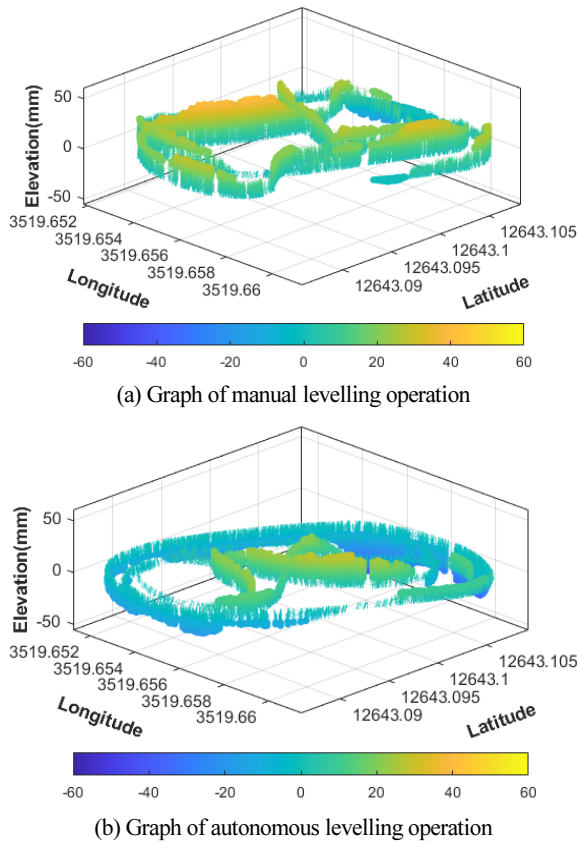 50
0
-50
Elevation(mm)
3519.652
3519.654
3519.656
3519.658
3519.66
Longitude
12643.105
12643.1
12643.095
12643.09
Latitude
-60 -40 -20 0 20 40 60
(a) Graph of manual levelling operation
50
0
-50
Elevation(mm)
3519.652
3519.654
3519.656
3519.658
3519.66
Longitude
12643.105
12643.1
12643.095
12643.09
Latitude
-60 -40 -20 0 20 40 60
(b) Graph of autonomous levelling operation